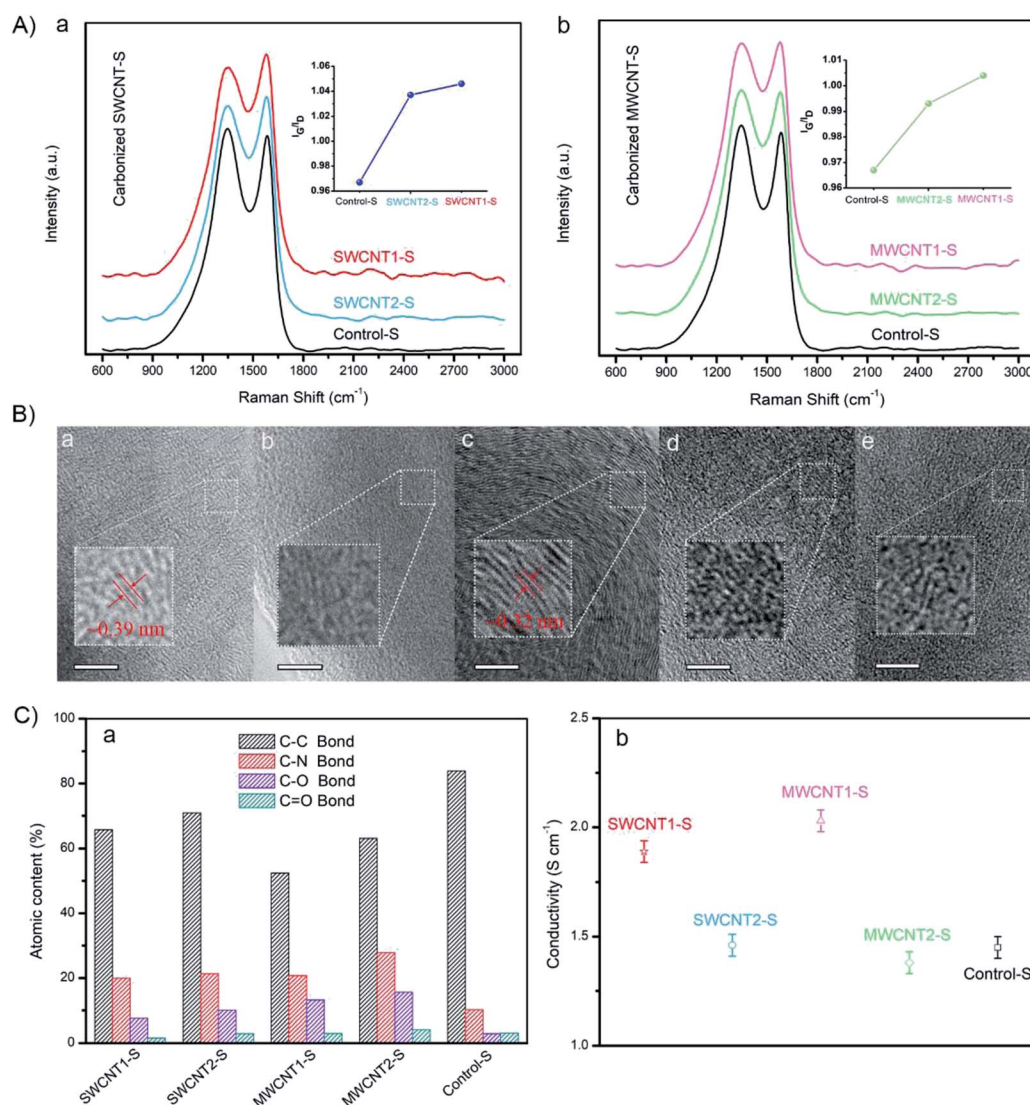 A)
a
Carbonized SWCNT-S
Intensity (a.u.)
I_G/I_D
1.06
1.04
1.02
1.00
0.98
0.96
Control-S SWCNT2-S SWCNT1-S
SWCNT1-S
SWCNT2-S
Control-S
600 900 1200 1500 1800 2100 2400 2700 3000
Raman Shift (cm⁻¹)
b
Carbonized MWCNT-S
Intensity (a.u.)
I_G/I_D
1.01
1.00
0.99
0.98
0.97
0.96
Control-S MWCNT2-S MWCNT1-S
MWCNT1-S
MWCNT2-S
Control-S
600 900 1200 1500 1800 2100 2400 2700 3000
Raman Shift (cm⁻¹)
B)
a b c d e
~0.39 nm
~0.32 nm
C)
a
C-C Bond
C-N Bond
C-O Bond
C=O Bond
Atomic content (%)
100
80
60
40
20
0
SWCNT1-S SWCNT2-S MWCNT1-S MWCNT2-S Control-S
b
Conductivity (S cm⁻¹)
2.5
2.0
1.5
1.0
SWCNT1-S
SWCNT2-S
MWCNT1-S
MWCNT2-S
Control-S